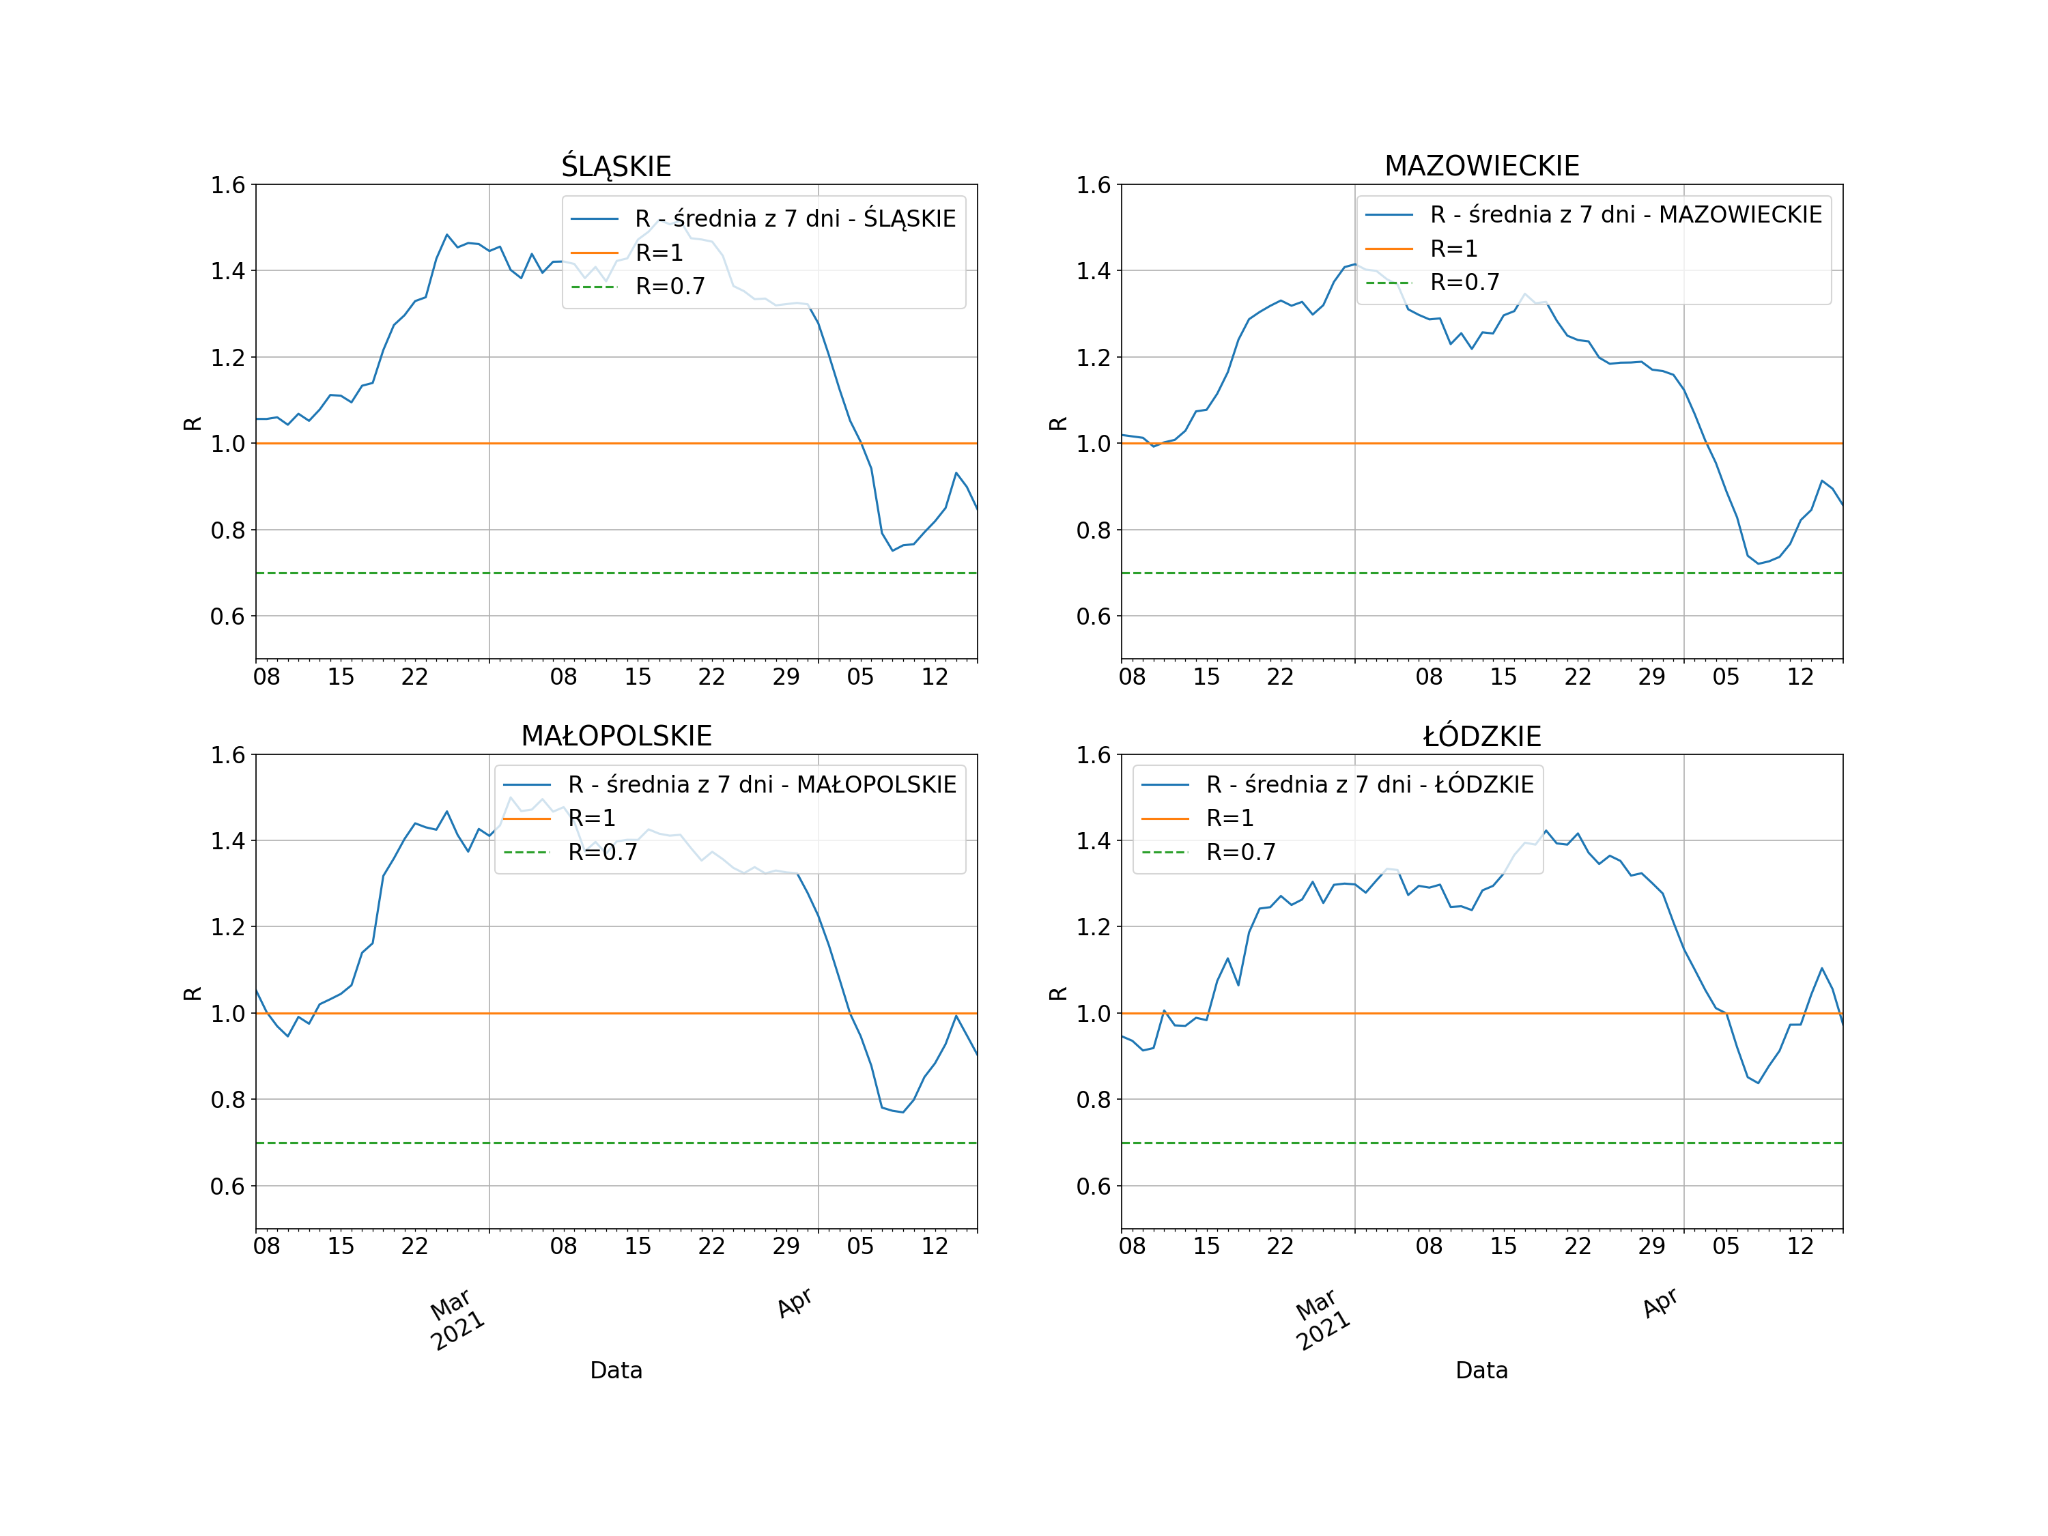 ŚLĄSKIE
1.6
1.4
1.2
1.0
0.8
0.6
R
R - średnia z 7 dni - ŚLĄSKIE
R=1
R=0.7
08 15 22 08 15 22 29 05 12
MAZOWIECKIE
1.6
1.4
1.2
1.0
0.8
0.6
R
R - średnia z 7 dni - MAZOWIECKIE
R=1
R=0.7
08 15 22 08 15 22 29 05 12
MAŁOPOLSKIE
1.6
1.4
1.2
1.0
0.8
0.6
R
R - średnia z 7 dni - MAŁOPOLSKIE
R=1
R=0.7
08 15 22 08 15 22 29 05 12
Mar
2021
Apr
Data
ŁÓDZKIE
1.6
1.4
1.2
1.0
0.8
0.6
R
R - średnia z 7 dni - ŁÓDZKIE
R=1
R=0.7
08 15 22 08 15 22 29 05 12
Mar
2021
Apr
Data